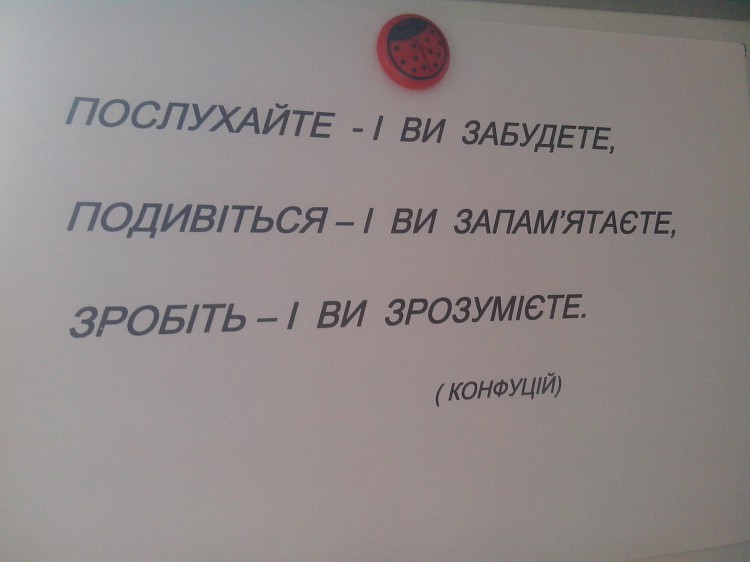 ПОСЛУХАЙТЕ - І ВИ ЗАБУДЕТЕ,
ПОДИВІТЬСЯ – І ВИ ЗАПАМ'ЯТАЄТЕ,
ЗРОБІТЬ – І ВИ ЗРОЗУМІЄТЕ.
( КОНФУЦІЙ)